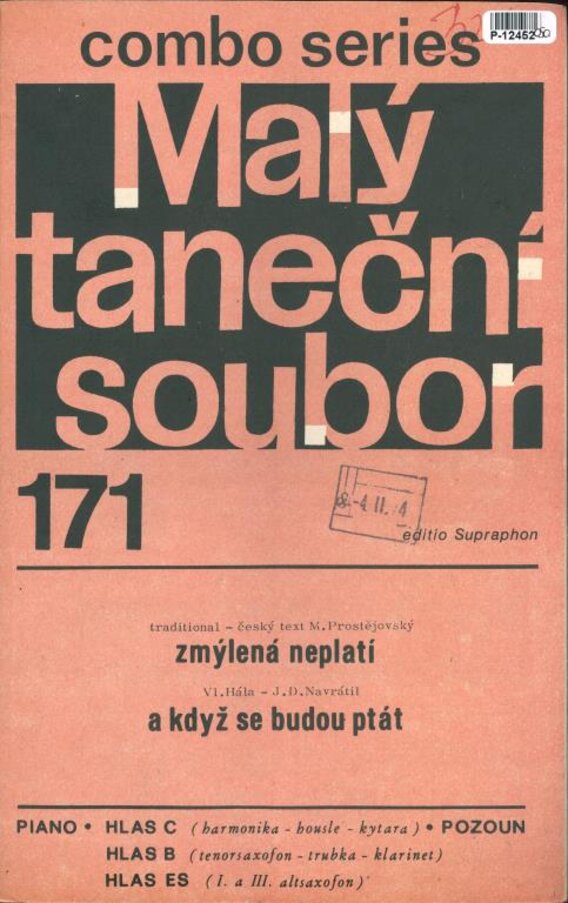 combo series
P-12452
Malý
taneční
soubor
171
editio Supraphon
traditional - český text M.Prostějovský
zmýlená neplatí
Vl.Hála - J.D.Navrátil
a když se budou ptát
PIANO • HLAS C (harmonika - housle - kytara) • POZOUN
HLAS B (tenorsaxofon - trubka - klarinet)
HLAS ES (I. a III. altsaxofon)